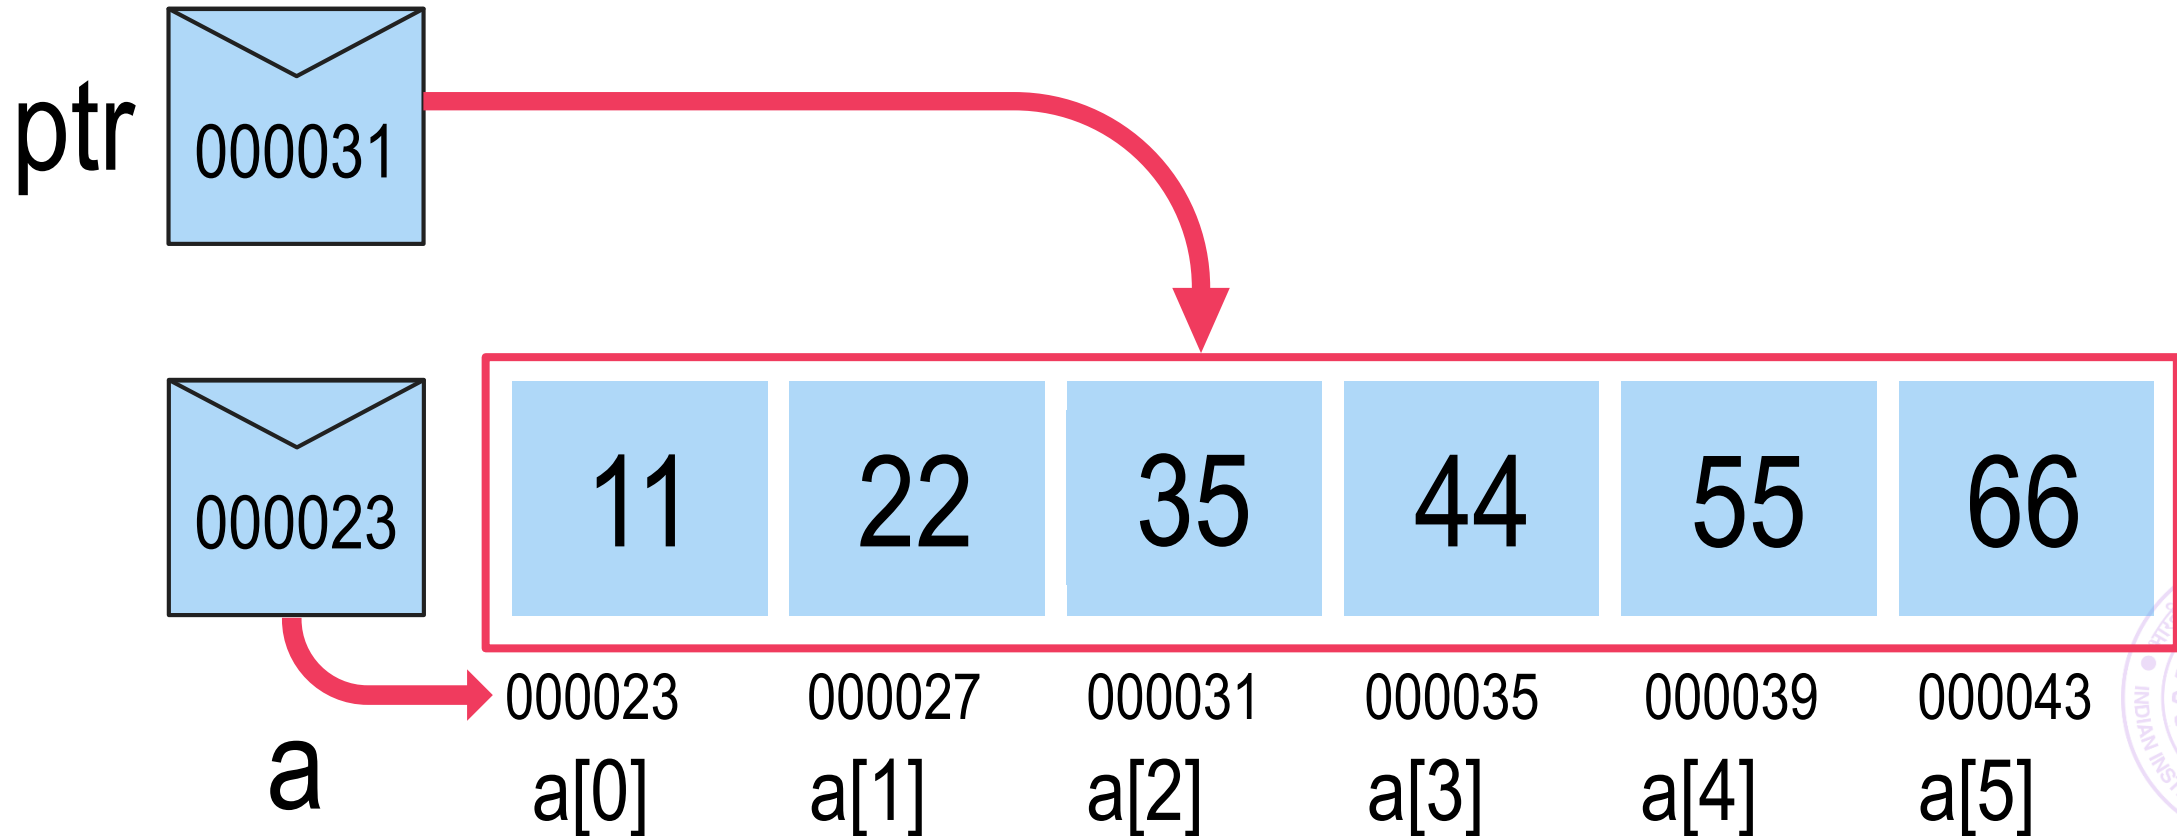 ptr
000031
000023
a
11 22 35 44 55 66
000023 000027 000031 000035 000039 000043
a[0] a[1] a[2] a[3] a[4] a[5]
INDIAN